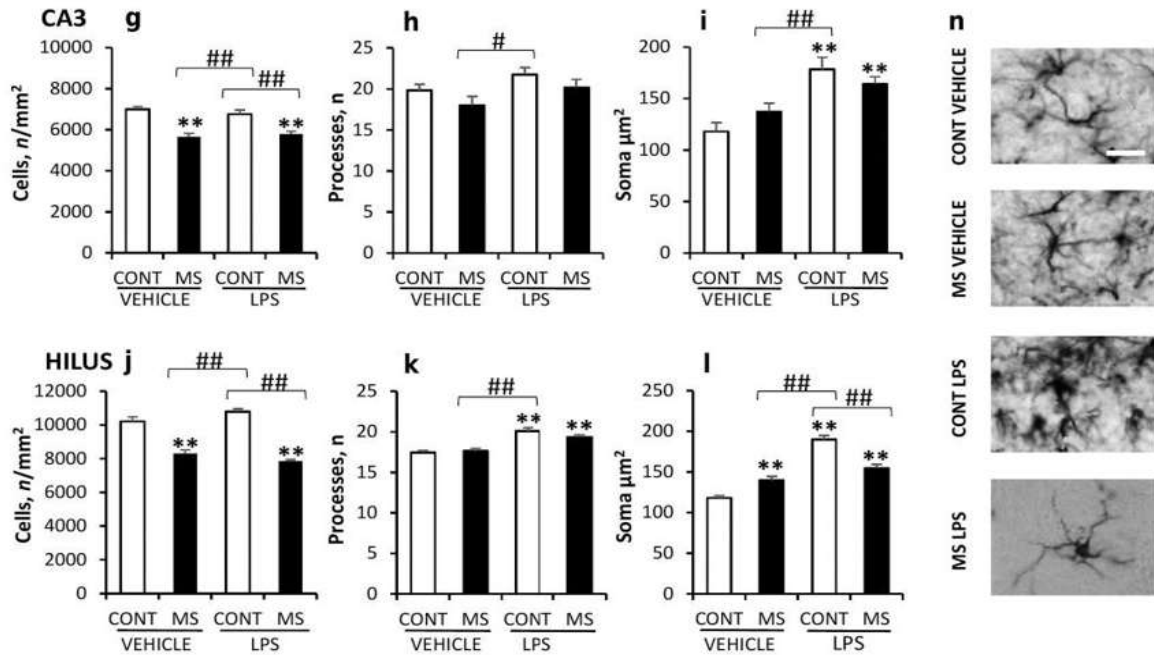 CA3
g
10000
8000
6000
4000
2000
0
Cells, n/mm²
##
##
**
**
CONT MS CONT MS
VEHICLE LPS
h
25
20
15
10
5
0
Processes, n
#
CONT MS CONT MS
VEHICLE LPS
i
200
150
100
50
0
Soma µm²
##
**
**
CONT MS CONT MS
VEHICLE LPS
HILUS
j
12000
10000
8000
6000
4000
2000
0
Cells, n/mm²
##
##
**
**
CONT MS CONT MS
VEHICLE LPS
k
25
20
15
10
5
0
Processes, n
##
**
**
CONT MS CONT MS
VEHICLE LPS
l
250
200
150
100
50
0
Soma µm²
##
##
**
**
**
CONT MS CONT MS
VEHICLE LPS
n
CONT VEHICLE
MS VEHICLE
CONT LPS
MS LPS